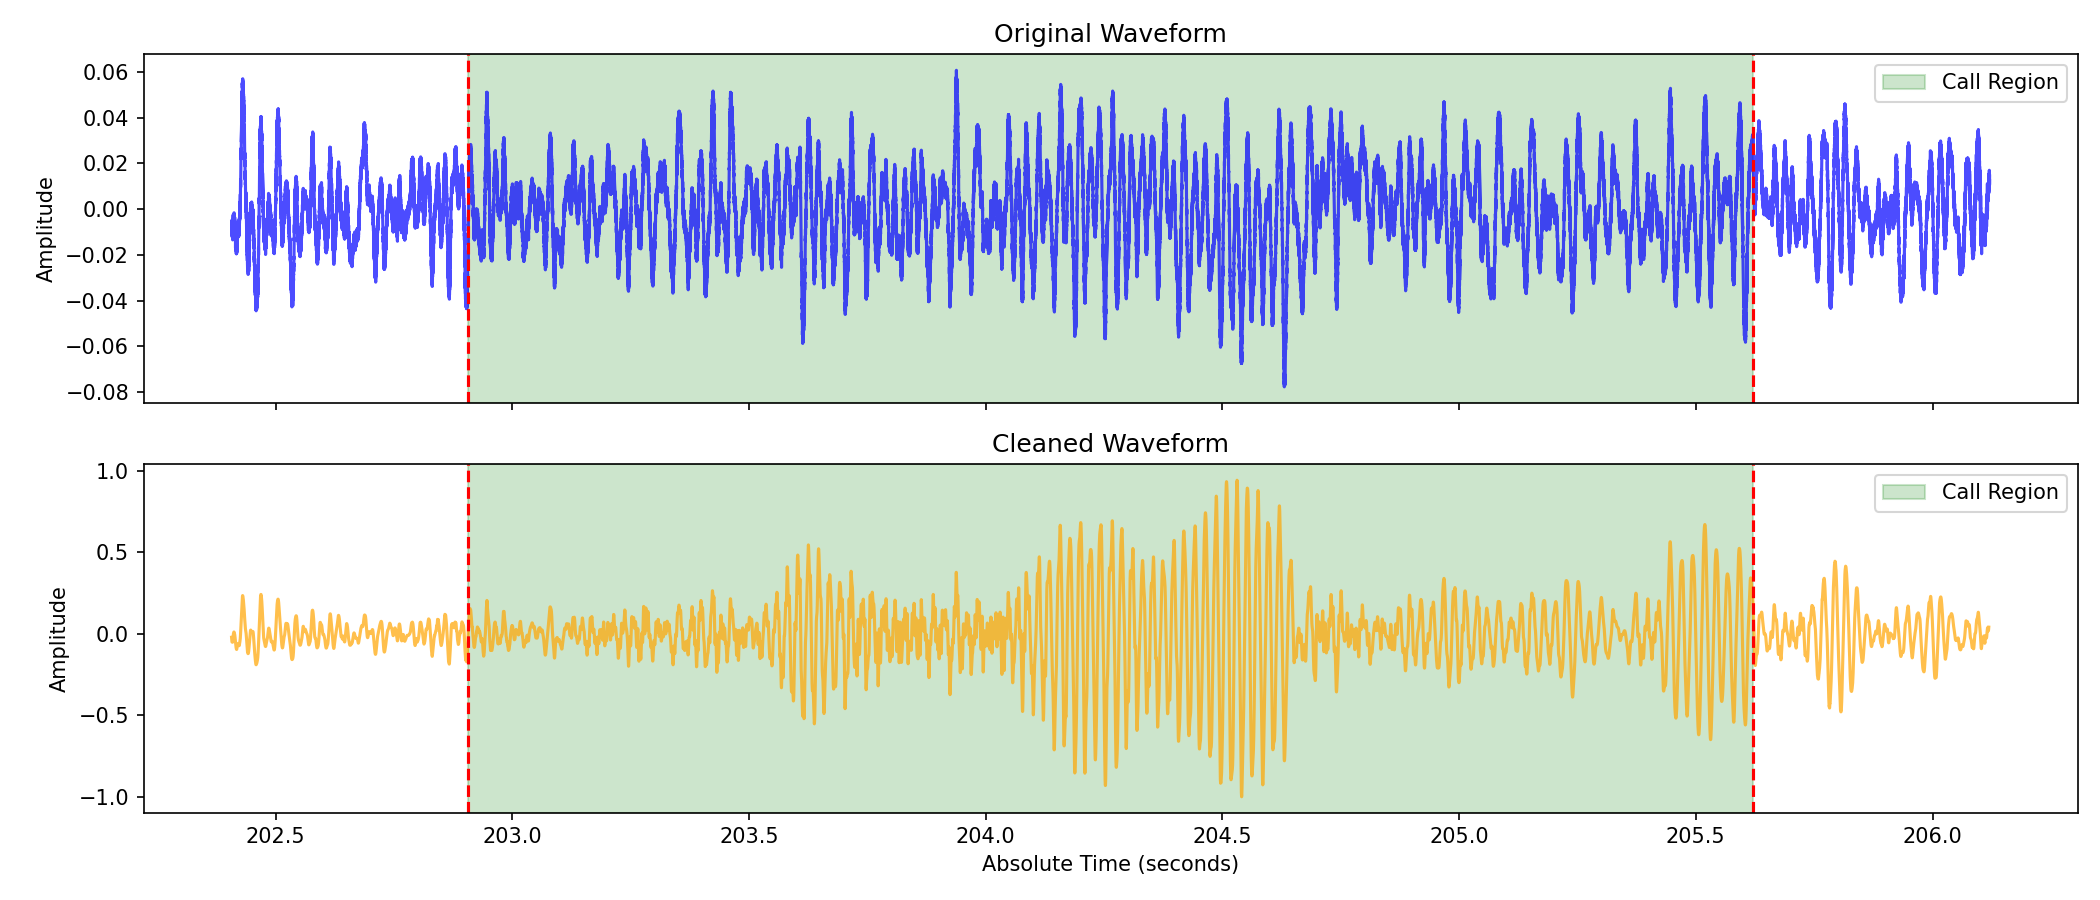 Original Waveform
Call Region
Amplitude
0.06
0.04
0.02
0.00
−0.02
−0.04
−0.06
−0.08
Cleaned Waveform
Call Region
Amplitude
1.0
0.5
0.0
−0.5
−1.0
202.5 203.0 203.5 204.0 204.5 205.0 205.5 206.0
Absolute Time (seconds)